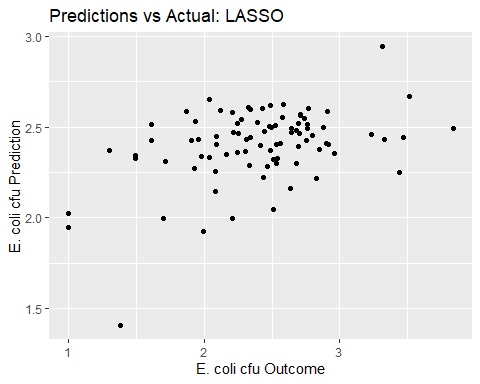 Predictions vs Actual: LASSO
3.0
2.5
2.0
1.5
E. coli cfu Prediction
1
2
3
E. coli cfu Outcome